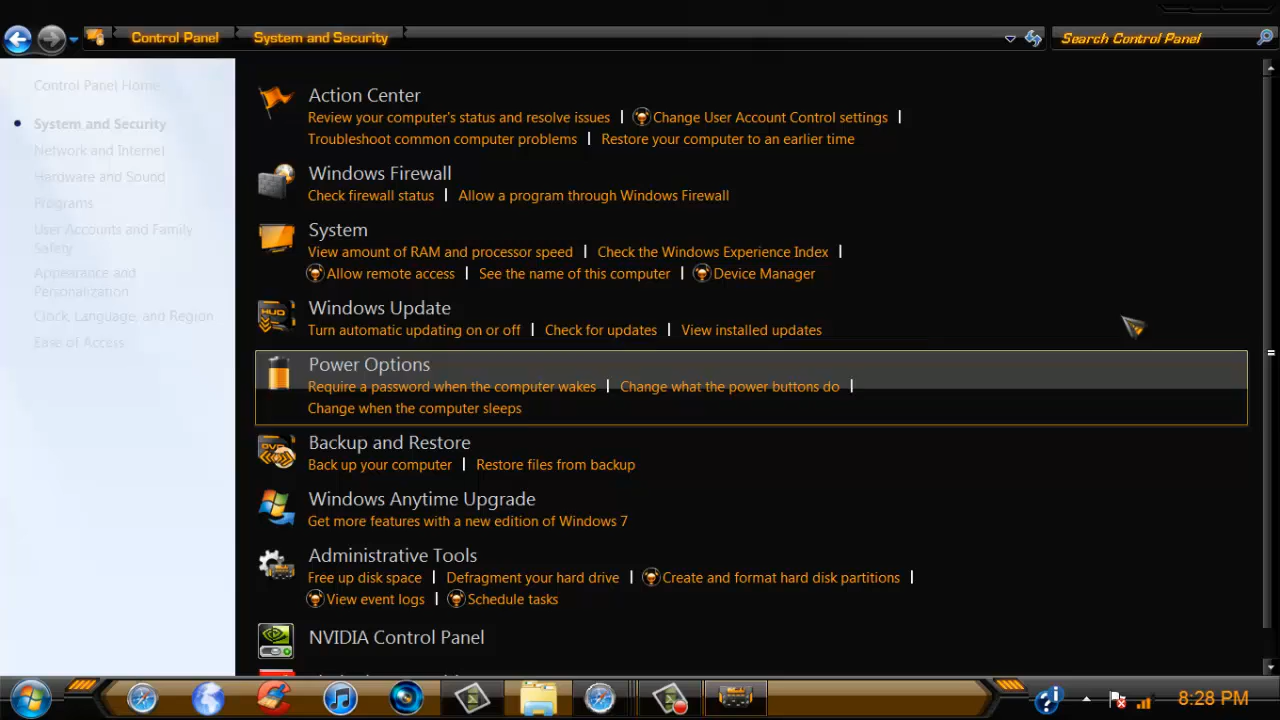 Control Panel System and Security Search Control Panel
Control Panel Home
System and Security
Network and Internet
Hardware and Sound
Programs
User Accounts and Family
Safety
Appearance and
Personalization
Clock, Language, and Region
Ease of Access
Action Center
Review your computer's status and resolve issues | Change User Account Control settings |
Troubleshoot common computer problems | Restore your computer to an earlier time
Windows Firewall
Check firewall status | Allow a program through Windows Firewall
System
View amount of RAM and processor speed | Check the Windows Experience Index |
Allow remote access | See the name of this computer | Device Manager
Windows Update
Turn automatic updating on or off | Check for updates | View installed updates
Power Options
Require a password when the computer wakes | Change what the power buttons do |
Change when the computer sleeps
Backup and Restore
Back up your computer | Restore files from backup
Windows Anytime Upgrade
Get more features with a new edition of Windows 7
Administrative Tools
Free up disk space | Defragment your hard drive | Create and format hard disk partitions |
View event logs | Schedule tasks
NVIDIA Control Panel
8:28 PM